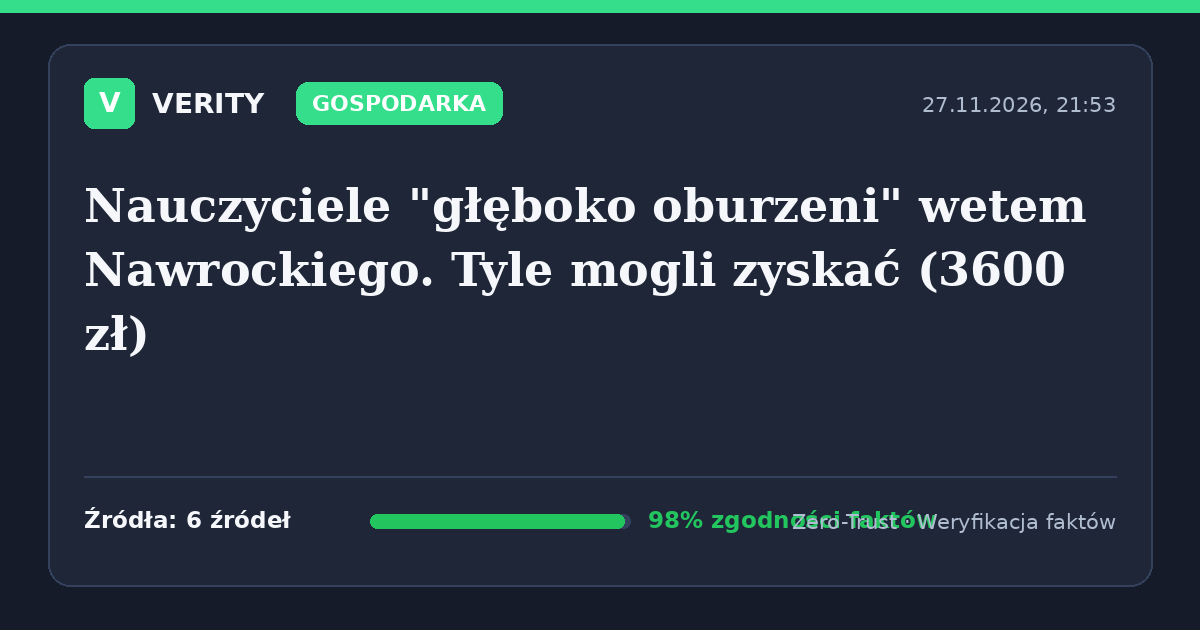 V VERITY GOSPODARKA 27.11.2026, 21:53
Nauczyciele "głęboko oburzeni" wetem
Nawrockiego. Tyle mogli zyskać (3600
zł)
Źródła: 6 źródeł 98% zgodności faktów Zero-Trust · Weryfikacja faktów